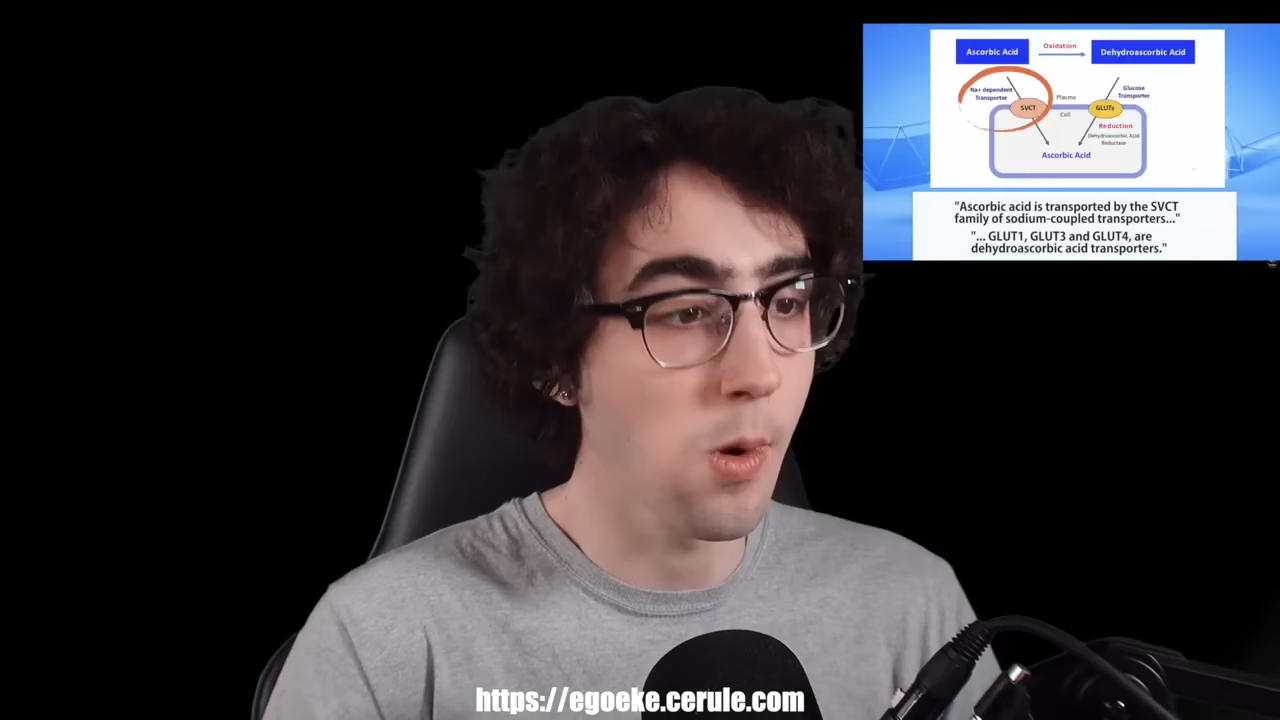 Ascorbic Acid
Oxidation
Dehydroascorbic Acid
Na+ dependent
Transporter
SVCT
Plasma
Cell
GLUTs
Glucose
Transporter
Reduction
Dehydroascorbic Acid
Reductase
Ascorbic Acid
"Ascorbic acid is transported by the SVCT
family of sodium-coupled transporters..."
"... GLUT1, GLUT3 and GLUT4, are
dehydroascorbic acid transporters."
https://egoeke.cerule.com